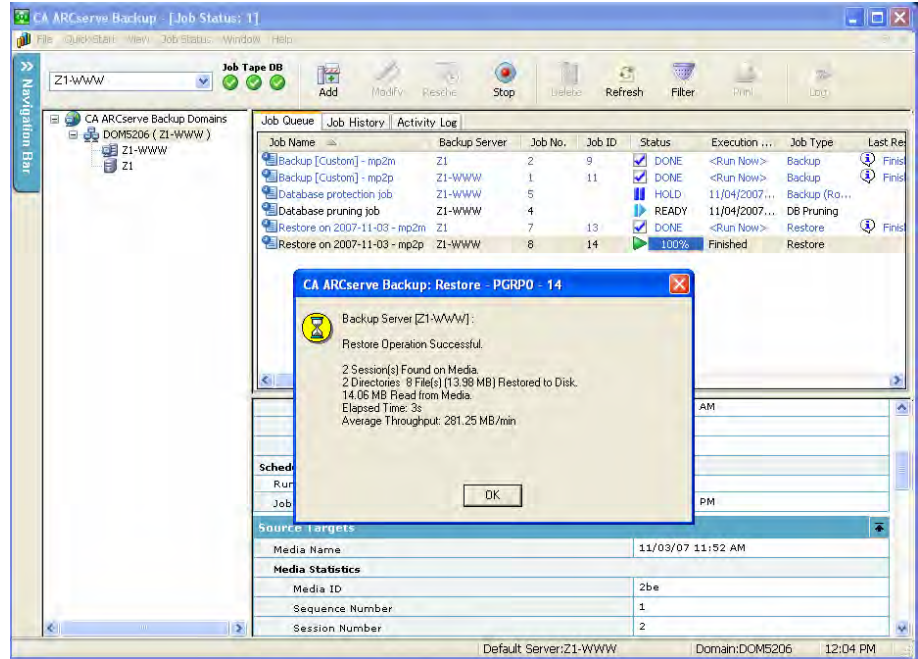 CA ARCserve Backup - [Job Status: 1]
File Quick Start View Job Status Window Help
Z1-WWW
Job Tape DB
Add Modify Resche Stop Delete Refresh Filter Print Log
Navigation Bar
CA ARCserve Backup Domains
DOM5206 ( Z1-WWW )
Z1-WWW
Z1
Job Queue Job History Activity Log
Job Name Backup Server Job No. Job ID Status Execution ... Job Type Last Res
Backup [Custom] - mp2m Z1 2 9 DONE <Run Now> Backup Finisl
Backup [Custom] - mp2p Z1-WWW 1 11 DONE <Run Now> Backup Finisl
Database protection job Z1-WWW 5 HOLD 11/04/2007... Backup (Ro...
Database pruning job Z1-WWW 4 READY 11/04/2007... DB Pruning
Restore on 2007-11-03 - mp2m Z1 7 13 DONE <Run Now> Restore Finisl
Restore on 2007-11-03 - mp2p Z1-WWW 8 14 100% Finished Restore
CA ARCserve Backup: Restore - PGRP0 - 14
Backup Server [Z1-WWW] :
Restore Operation Successful.
2 Session(s) Found on Media.
2 Directories 8 File(s) (13.98 MB) Restored to Disk.
14.06 MB Read from Media.
Elapsed Time: 3s
Average Throughput: 281.25 MB/min
OK
AM
Sched
Run
Job
PM
Source Targets
Media Name 11/03/07 11:52 AM
Media Statistics
Media ID 2be
Sequence Number 1
Session Number 2
Default Server:Z1-WWW Domain:DOM5206 12:04 PM